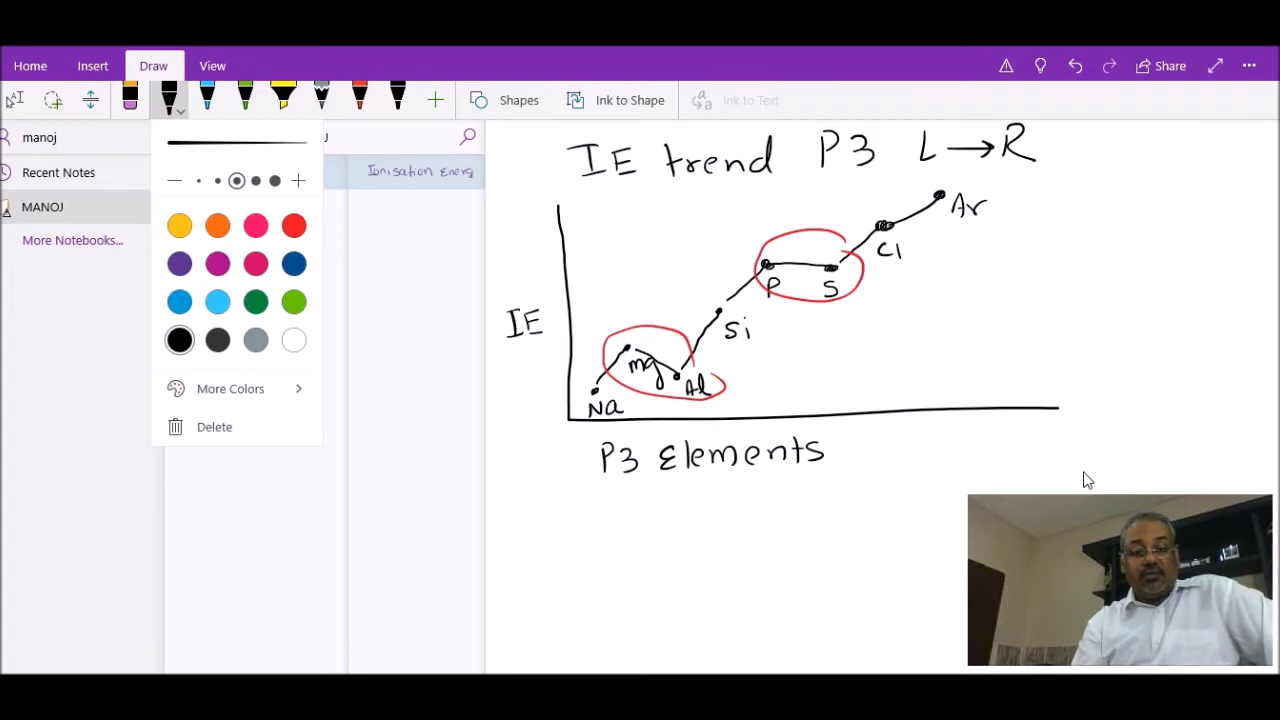 Home Insert Draw View
Share
Shapes
Ink to Shape
Ink to Text
manoj
J
Recent Notes
MANOJ
More Notebooks...
Ionisation Energ
More Colors
Delete
IE trend P3 L → R
IE
Na
mg
Al
Si
P
S
Cl
Ar
P3 Elements